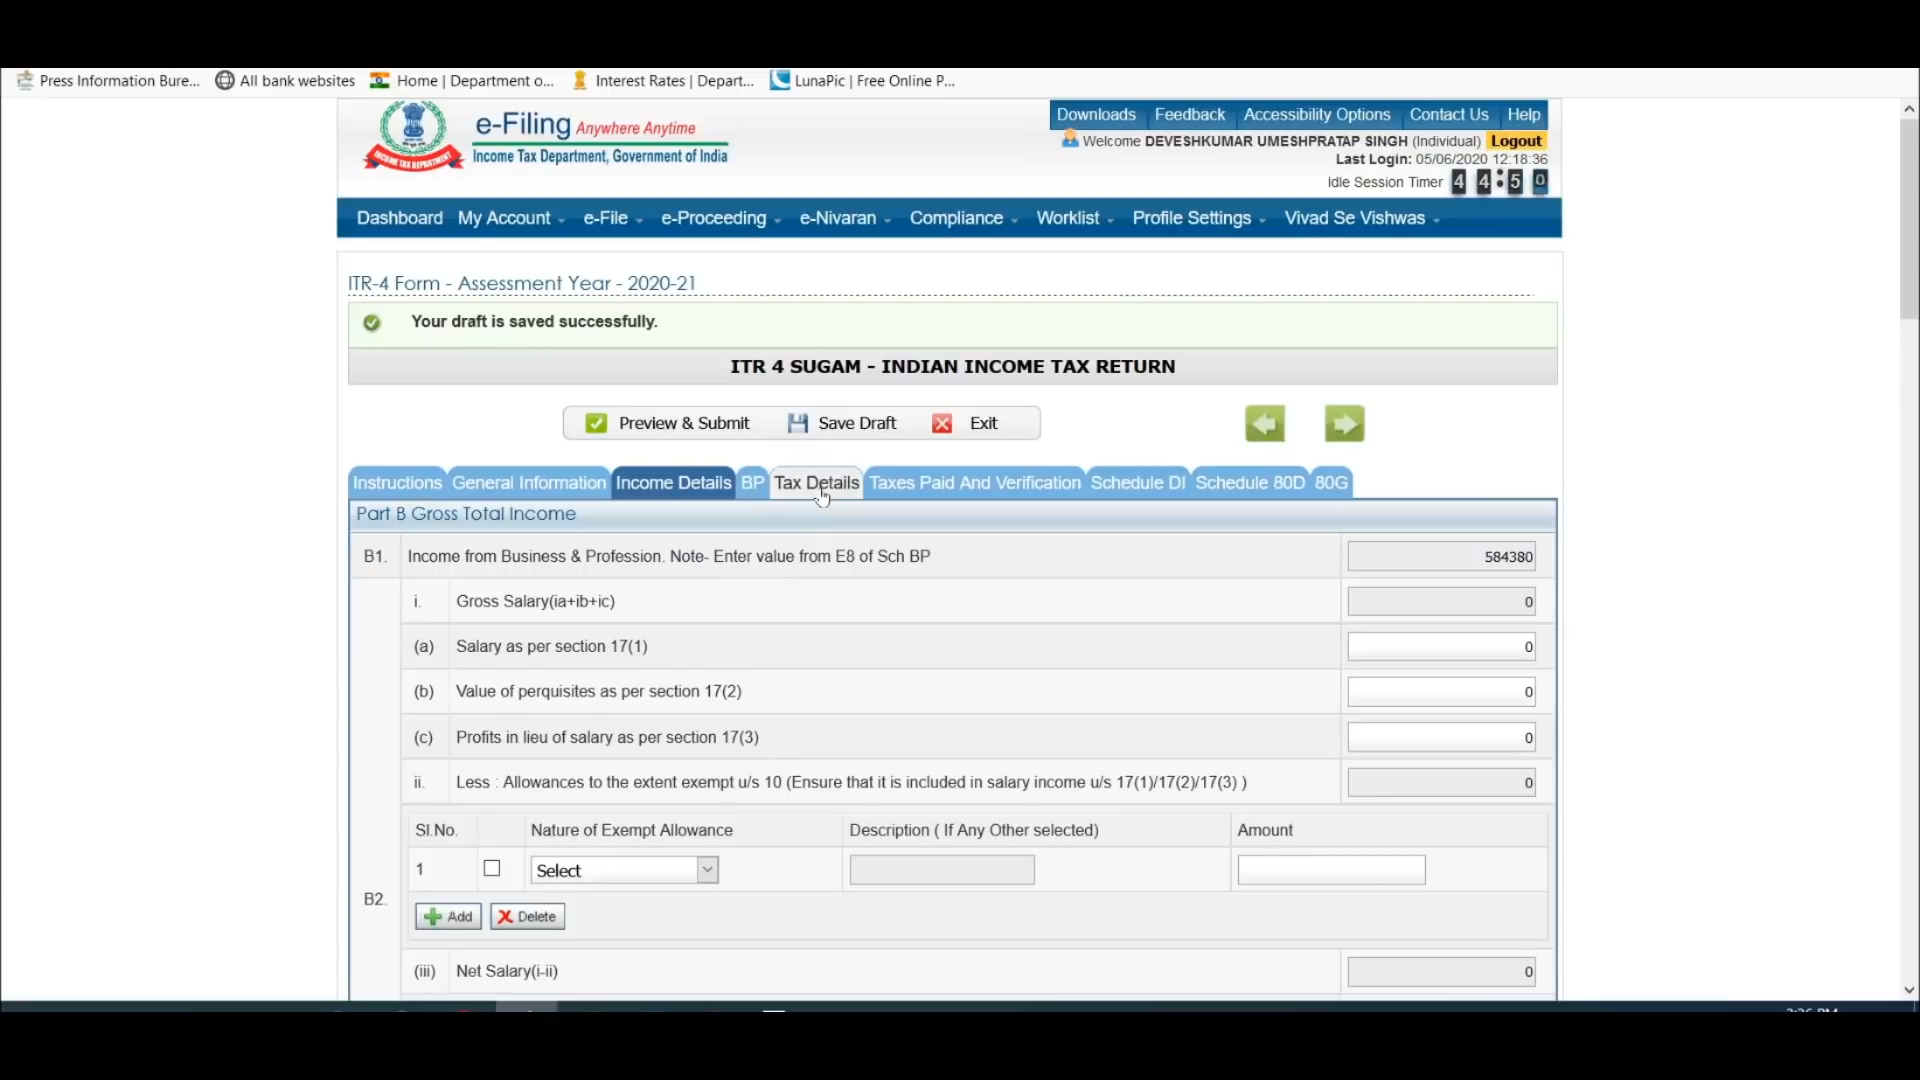 Press Information Bure... All bank websites Home | Department o... Interest Rates | Depart... LunaPic | Free Online P...
e-Filing Anywhere Anytime
Income Tax Department, Government of India
INCOME TAX DEPARTMENT
Downloads Feedback Accessibility Options Contact Us Help
Welcome DEVESHKUMAR UMESHPRATAP SINGH (Individual) Logout
Last Login: 05/06/2020 12:18:36
Idle Session Timer 4 4 : 5 0
Dashboard My Account e-File e-Proceeding e-Nivaran Compliance Worklist Profile Settings Vivad Se Vishwas
ITR-4 Form - Assessment Year - 2020-21
Your draft is saved successfully.
ITR 4 SUGAM - INDIAN INCOME TAX RETURN
Preview & Submit Save Draft Exit
Instructions General Information Income Details BP Tax Details Taxes Paid And Verification Schedule DI Schedule 80D 80G
Part B Gross Total Income
B1. Income from Business & Profession. Note- Enter value from E8 of Sch BP 584380
i. Gross Salary(ia+ib+ic) 0
(a) Salary as per section 17(1) 0
(b) Value of perquisites as per section 17(2) 0
(c) Profits in lieu of salary as per section 17(3) 0
ii. Less : Allowances to the extent exempt u/s 10 (Ensure that it is included in salary income u/s 17(1)/17(2)/17(3) ) 0
Sl.No. Nature of Exempt Allowance Description ( If Any Other selected) Amount
1 Select
B2.
Add Delete
(iii) Net Salary(i-ii) 0